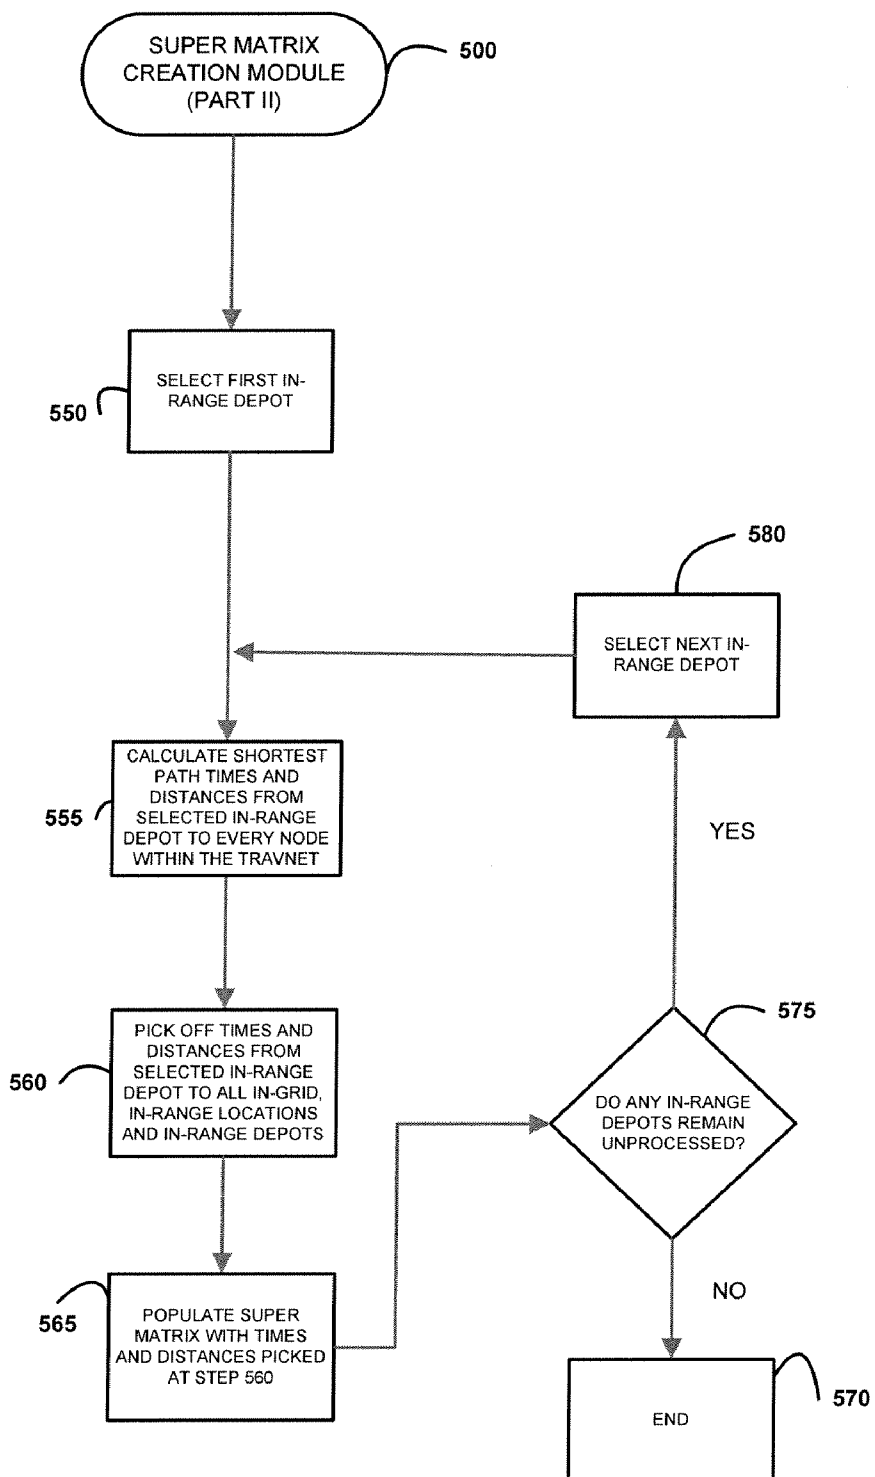 SUPER MATRIX
CREATION MODULE
(PART II)
500
SELECT FIRST IN-
RANGE DEPOT
550
580
SELECT NEXT IN-
RANGE DEPOT
CALCULATE SHORTEST
PATH TIMES AND
DISTANCES FROM
SELECTED IN-RANGE
DEPOT TO EVERY NODE
WITHIN THE TRAVNET
555
YES
575
PICK OFF TIMES AND
DISTANCES FROM
SELECTED IN-RANGE
DEPOT TO ALL IN-GRID,
IN-RANGE LOCATIONS
AND IN-RANGE DEPOTS
560
DO ANY IN-RANGE
DEPOTS REMAIN
UNPROCESSED?
NO
565
POPULATE SUPER
MATRIX WITH TIMES
AND DISTANCES PICKED
AT STEP 560
END
570